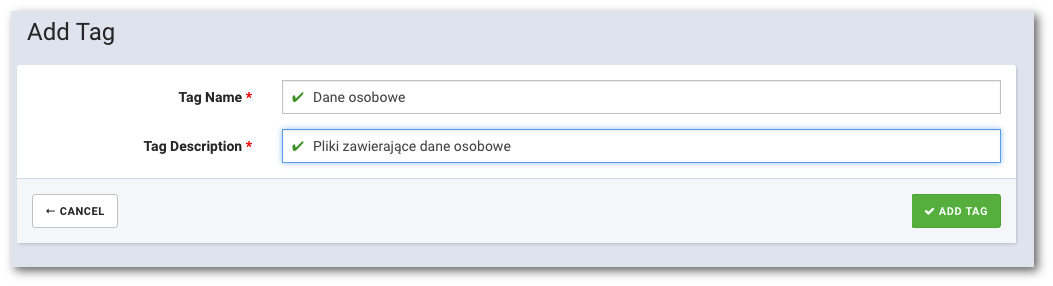 Add Tag
Tag Name * ✔ Dane osobowe
Tag Description * ✔ Pliki zawierające dane osobowe
← CANCEL ✔ ADD TAG